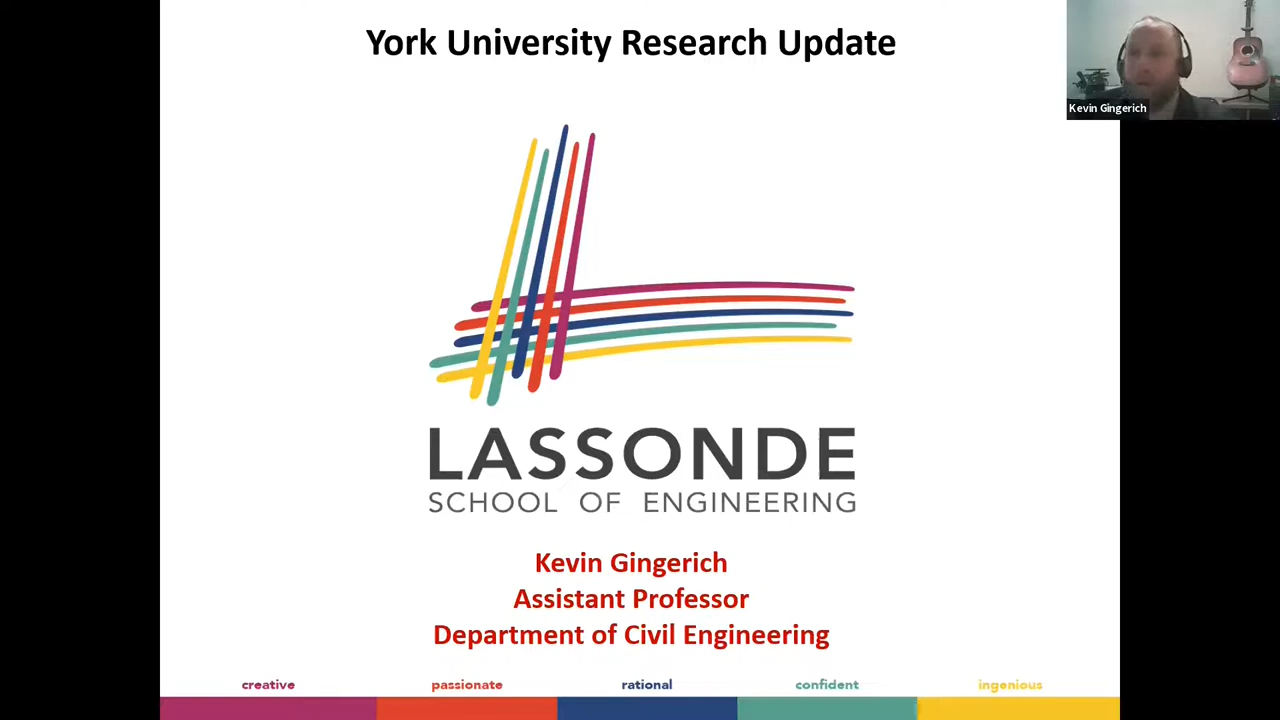 York University Research Update
Kevin Gingerich
LASSONDE
SCHOOL OF ENGINEERING
Kevin Gingerich
Assistant Professor
Department of Civil Engineering
creative passionate rational confident ingenious